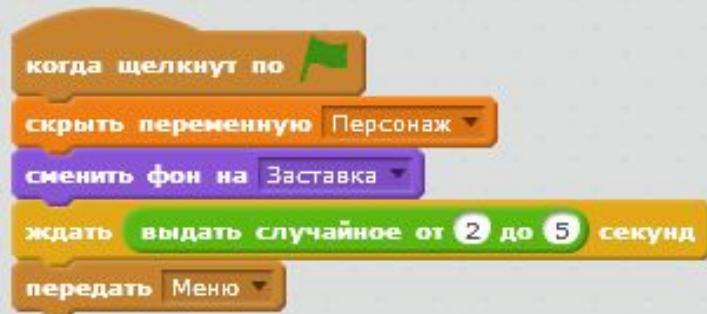 когда щелкнут по
скрыть переменную Персонаж
сменить фон на Заставка
ждать выдать случайное от 2 до 5 секунд
передать Меню